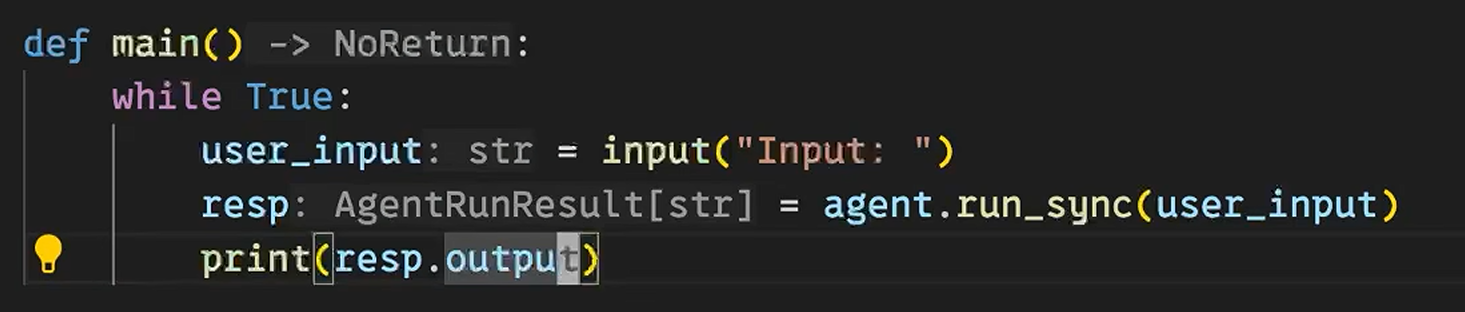 def main() -> NoReturn:
while True:
user_input: str = input("Input: ")
resp: AgentRunResult[str] = agent.run_sync(user_input)
print(resp.output)